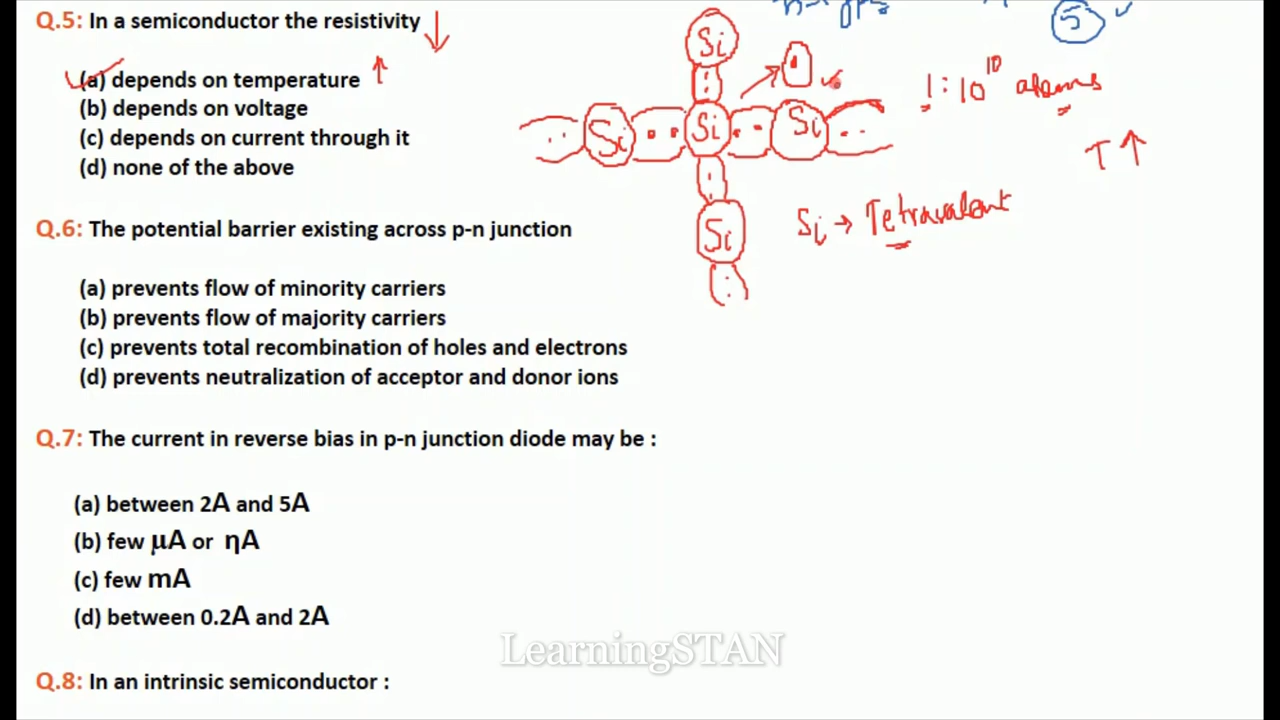 Q.5: In a semiconductor the resistivity ↓
(a) depends on temperature ↑
(b) depends on voltage
(c) depends on current through it
(d) none of the above
5
Si
Si
Si
Si
Si
1:10^10 atoms
T ↑
Si → Tetravalent
Q.6: The potential barrier existing across p-n junction
(a) prevents flow of minority carriers
(b) prevents flow of majority carriers
(c) prevents total recombination of holes and electrons
(d) prevents neutralization of acceptor and donor ions
Q.7: The current in reverse bias in p-n junction diode may be :
(a) between 2A and 5A
(b) few μA or ηA
(c) few mA
(d) between 0.2A and 2A
LearningSTAN
Q.8: In an intrinsic semiconductor :